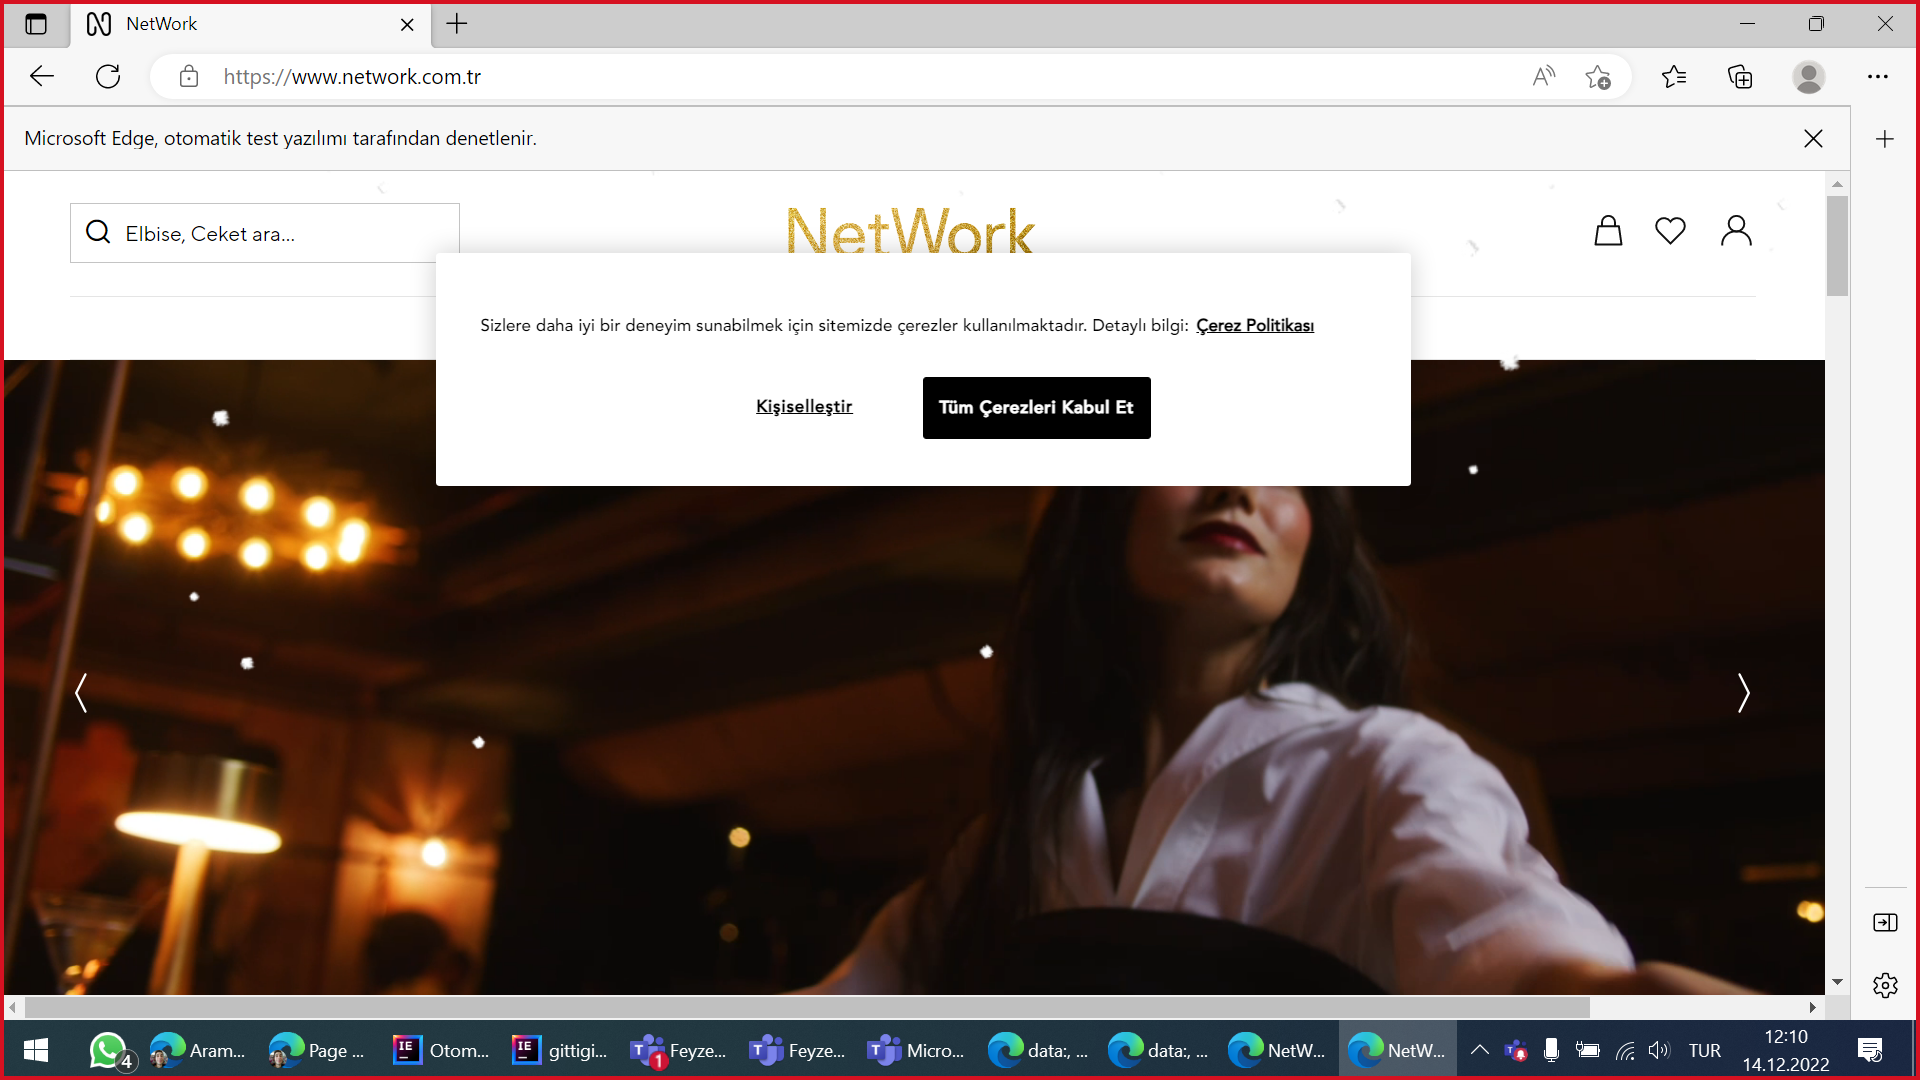 NetWork
https://www.network.com.tr
Microsoft Edge, otomatik test yazılımı tarafından denetlenir.
Elbise, Ceket ara...
NetWork
Sizlere daha iyi bir deneyim sunabilmek için sitemizde çerezler kullanılmaktadır. Detaylı bilgi: Çerez Politikası
Kişiselleştir
Tüm Çerezleri Kabul Et
4
Aram...
Page ...
Otom...
gittigi...
1
Feyze...
Feyze...
Micro...
data:, ...
data:, ...
NetW...
NetW...
TUR
12:10
14.12.2022